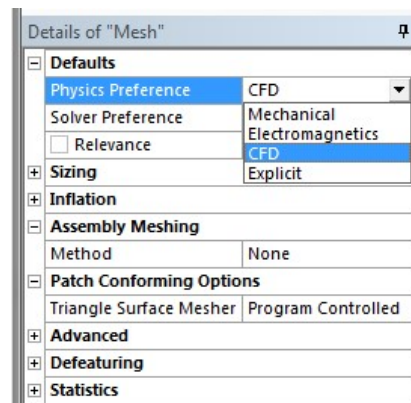 Details of "Mesh"
Defaults
Physics Preference CFD
Solver Preference Mechanical
Electromagnetics
Relevance CFD
Sizing Explicit
Inflation
Assembly Meshing
Method None
Patch Conforming Options
Triangle Surface Mesher Program Controlled
Advanced
Defeaturing
Statistics